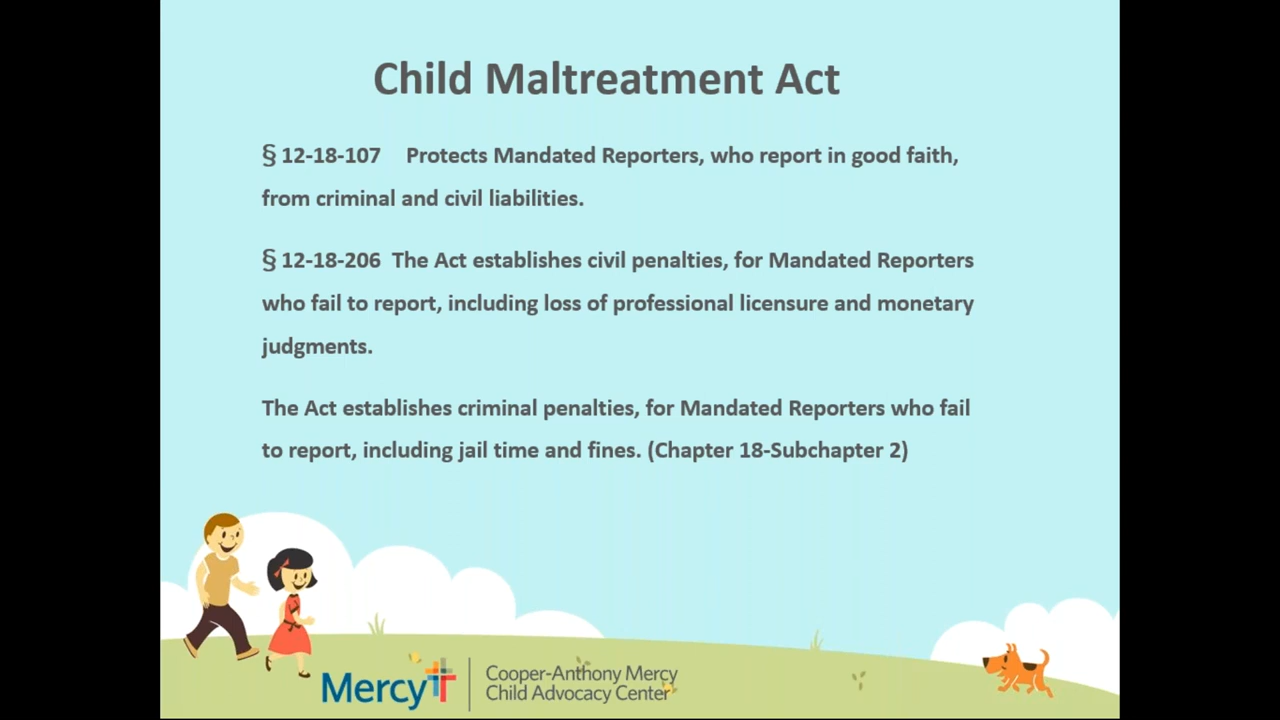 Child Maltreatment Act
§ 12-18-107 Protects Mandated Reporters, who report in good faith,
from criminal and civil liabilities.
§ 12-18-206 The Act establishes civil penalties, for Mandated Reporters
who fail to report, including loss of professional licensure and monetary
judgments.
The Act establishes criminal penalties, for Mandated Reporters who fail
to report, including jail time and fines. (Chapter 18-Subchapter 2)
Mercy
Cooper-Anthony Mercy
Child Advocacy Center